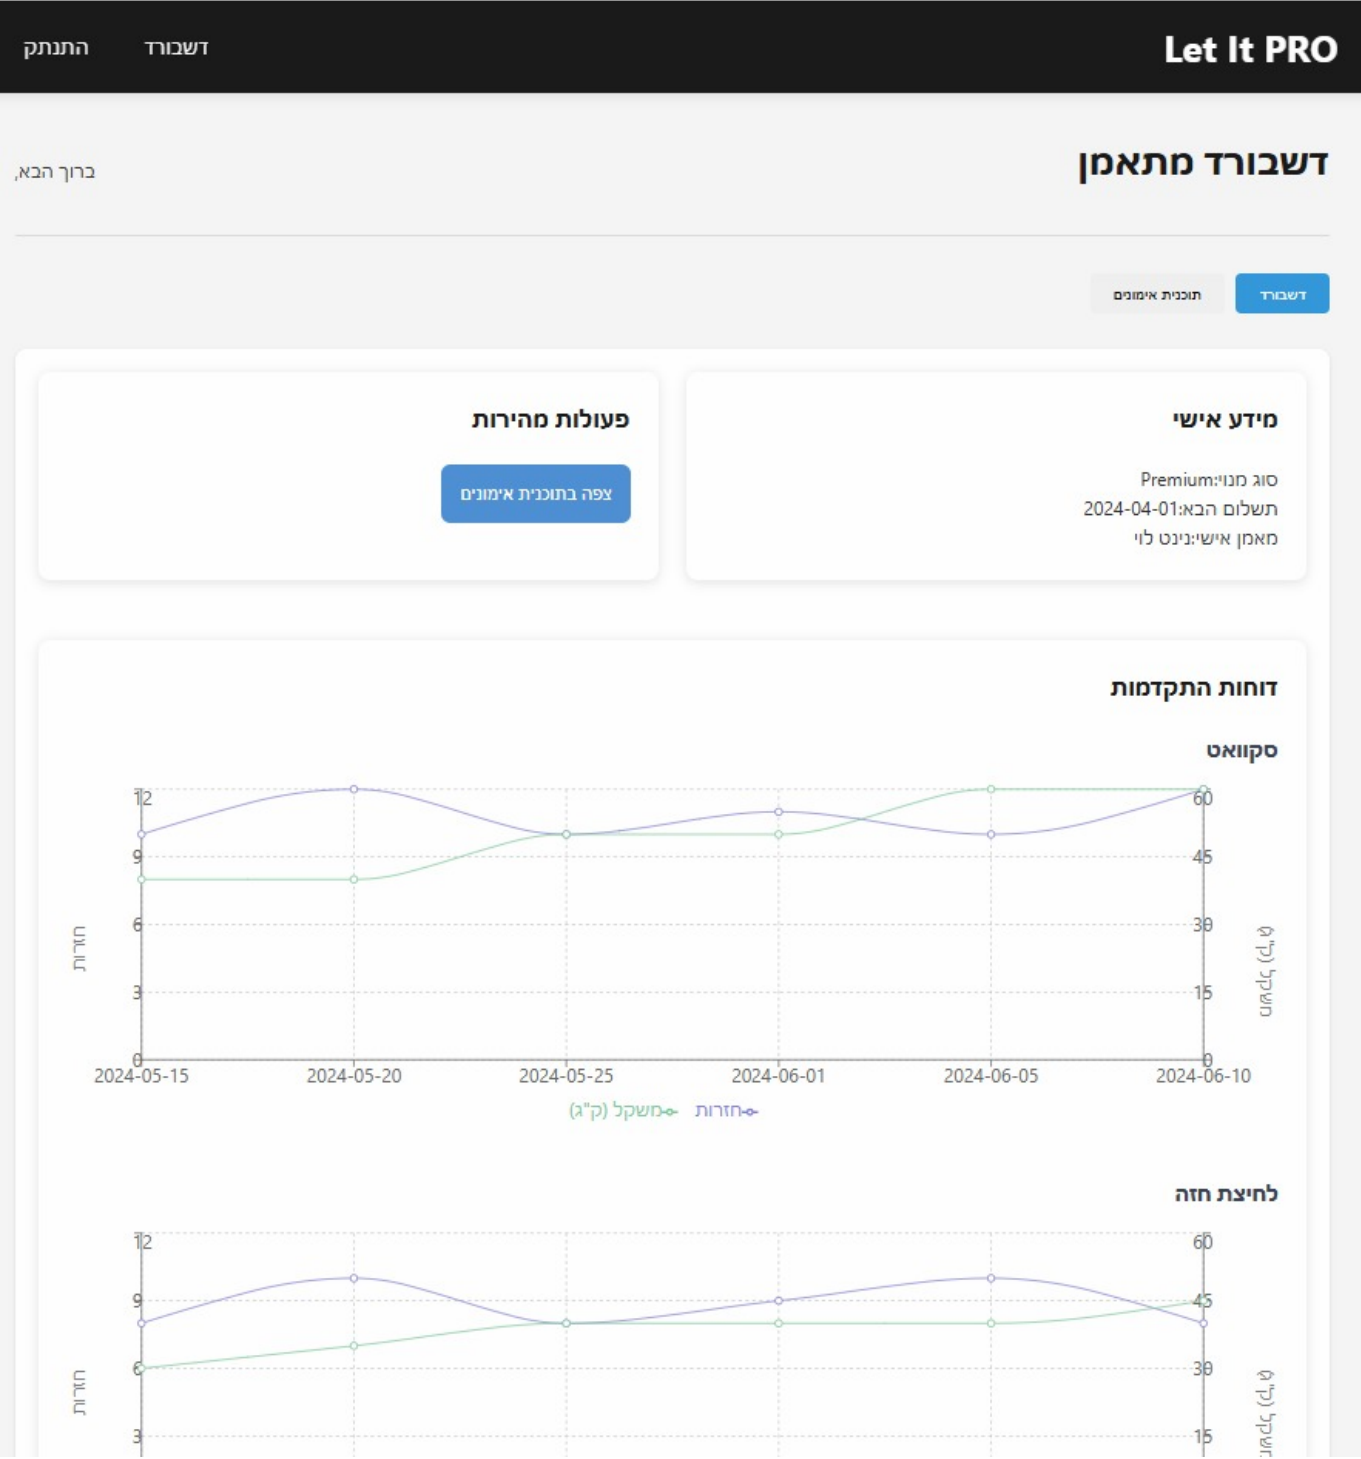 Let It PRO
דשבורד
התנתק
דשבורד מתאמן
ברוך הבא,
דשבורד
תוכנית אימונים
מידע אישי
סוג מנוי:Premium
תשלום הבא:2024-04-01
מאמן אישי:נינט לוי
פעולות מהירות
צפה בתוכנית אימונים
דוחות התקדמות
סקוואט
60
45
30
15
0
משקל (ק"ג)
12
9
6
3
0
חזרות
2024-05-15
2024-05-20
2024-05-25
2024-06-01
2024-06-05
2024-06-10
חזרות
משקל (ק"ג)
לחיצת חזה
60
45
30
15
משקל (ק"ג)
12
9
6
3
חזרות